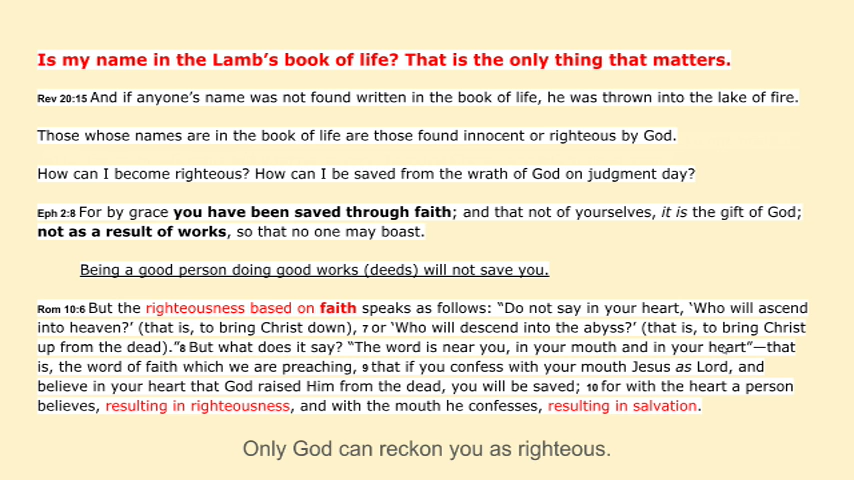 Is my name in the Lamb’s book of life? That is the only thing that matters.
Rev 20:15 And if anyone’s name was not found written in the book of life, he was thrown into the lake of fire.
Those whose names are in the book of life are those found innocent or righteous by God.
How can I become righteous? How can I be saved from the wrath of God on judgment day?
Eph 2:8 For by grace you have been saved through faith; and that not of yourselves, it is the gift of God;
not as a result of works, so that no one may boast.
Being a good person doing good works (deeds) will not save you.
Rom 10:6 But the righteousness based on faith speaks as follows: “Do not say in your heart, ‘Who will ascend
into heaven?’ (that is, to bring Christ down), 7 or ‘Who will descend into the abyss?’ (that is, to bring Christ
up from the dead).”8 But what does it say? “The word is near you, in your mouth and in your heart”—that
is, the word of faith which we are preaching, 9 that if you confess with your mouth Jesus as Lord, and
believe in your heart that God raised Him from the dead, you will be saved; 10 for with the heart a person
believes, resulting in righteousness, and with the mouth he confesses, resulting in salvation.
Only God can reckon you as righteous.